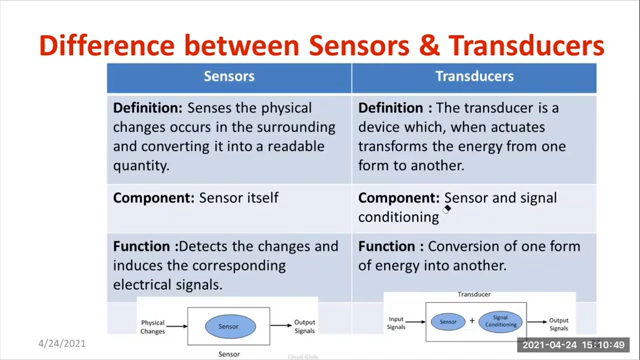 Difference between Sensors & Transducers
Sensors
Transducers
Definition: Senses the physical
changes occurs in the surrounding
and converting it into a readable
quantity.
Definition : The transducer is a
device which, when actuates
transforms the energy from one
form to another.
Component: Sensor itself
Component: Sensor and signal
conditioning
Function :Detects the changes and
induces the corresponding
electrical signals.
Function : Conversion of one form
of energy into another.
Physical
Changes
Sensor
Output
Signals
Sensor
Circuit Globe
Transducer
Input
Signals
Sensor
+
Signal
Conditioning
Output
Signals
4/24/2021
2021-04-24 15:10:49